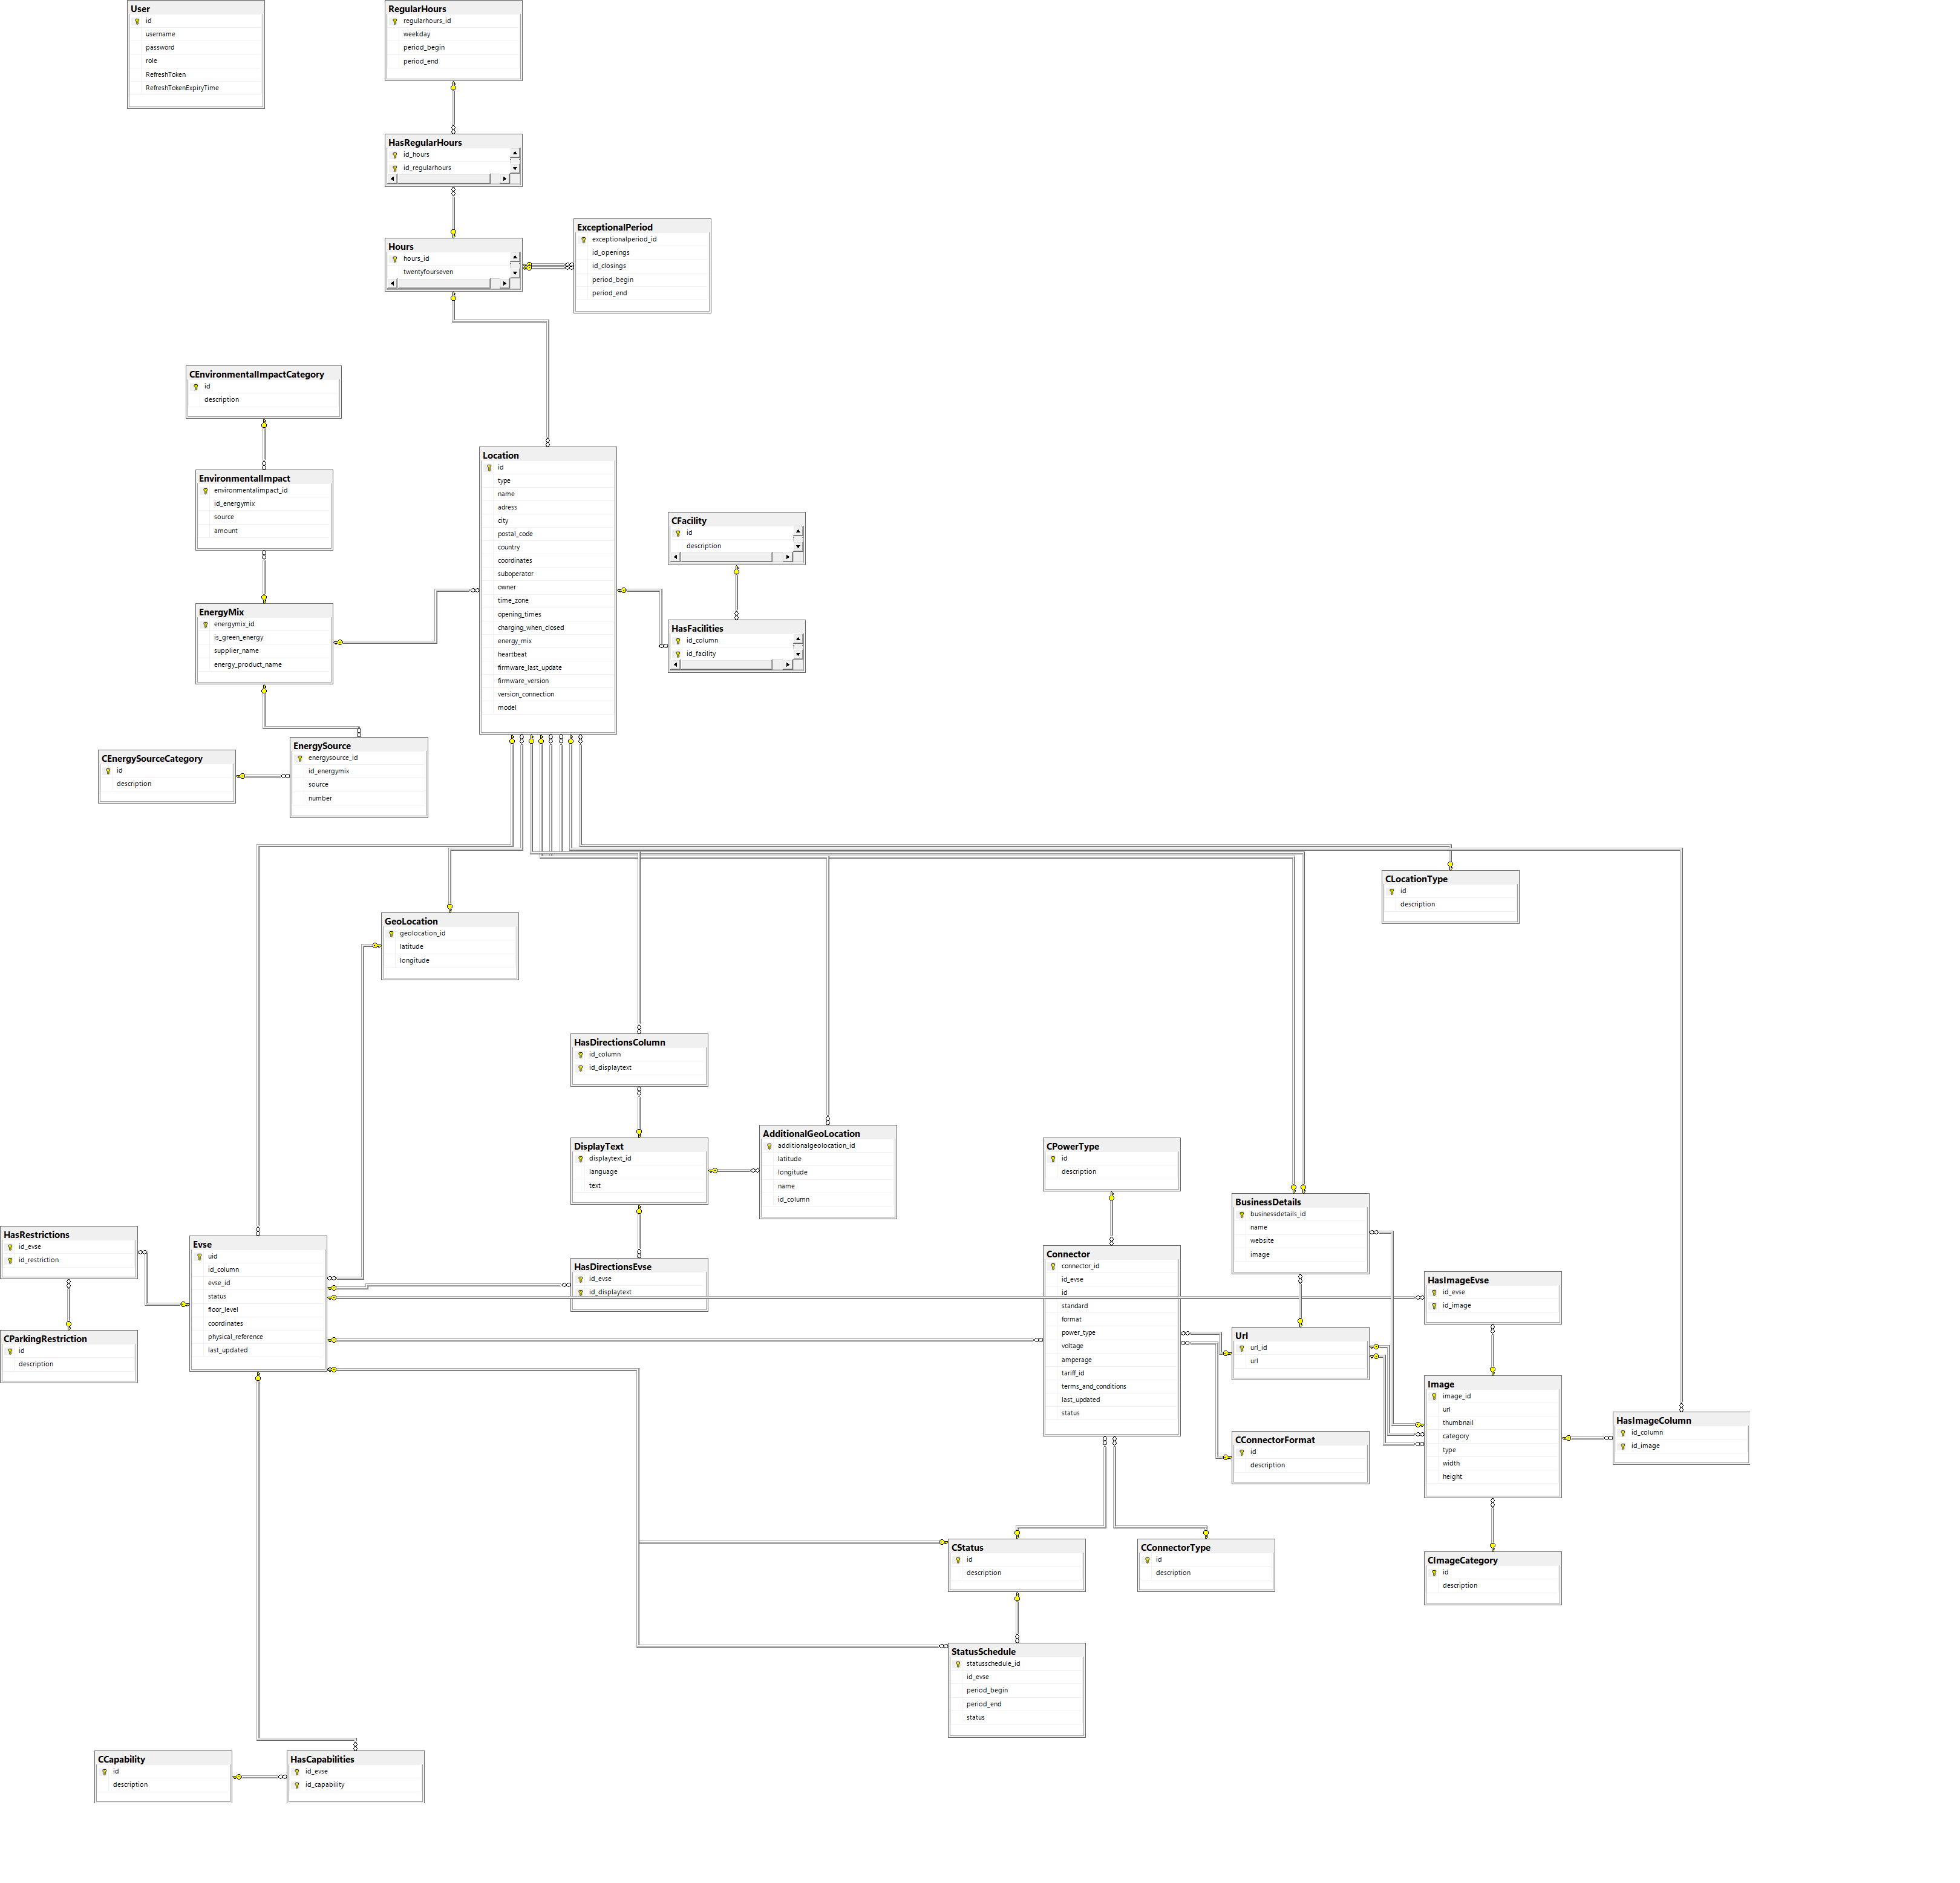 User
id
username
password
role
RefreshToken
RefreshTokenExpiryTime
RegularHours
regularhours_id
weekday
period_begin
period_end
HasRegularHours
id_hours
id_regularhours
Hours
hours_id
twentyfourseven
ExceptionalPeriod
exceptionalperiod_id
id_openings
id_closings
period_begin
period_end
CEnvironmentalImpactCategory
id
description
EnvironmentalImpact
environmentalimpact_id
id_energymix
source
amount
EnergyMix
energymix_id
is_green_energy
supplier_name
energy_product_name
Location
id
type
name
adress
city
postal_code
country
coordinates
suboperator
owner
time_zone
opening_times
charging_when_closed
energy_mix
heartbeat
firmware_last_update
firmware_version
version_connection
model
CFacility
id
description
HasFacilities
id_column
id_facility
CEnergySourceCategory
id
description
EnergySource
energysource_id
id_energymix
source
number
CLocationType
id
description
GeoLocation
geolocation_id
latitude
longitude
HasDirectionsColumn
id_column
id_displaytext
DisplayText
displaytext_id
language
text
AdditionalGeoLocation
additionalgeolocation_id
latitude
longitude
name
id_column
CPowerType
id
description
BusinessDetails
businessdetails_id
name
website
image
HasRestrictions
id_evse
id_restriction
CParkingRestriction
id
description
Evse
uid
id_column
evse_id
status
floor_level
coordinates
physical_reference
last_updated
HasDirectionsEvse
id_evse
id_displaytext
Connector
connector_id
id_evse
id
standard
format
power_type
voltage
amperage
tariff_id
terms_and_conditions
last_updated
status
Url
url_id
url
HasImageEvse
id_evse
id_image
Image
image_id
url
thumbnail
category
type
width
height
HasImageColumn
id_column
id_image
CConnectorFormat
id
description
CStatus
id
description
CConnectorType
id
description
CImageCategory
id
description
StatusSchedule
statusschedule_id
id_evse
period_begin
period_end
status
CCapability
id
description
HasCapabilities
id_evse
id_capability